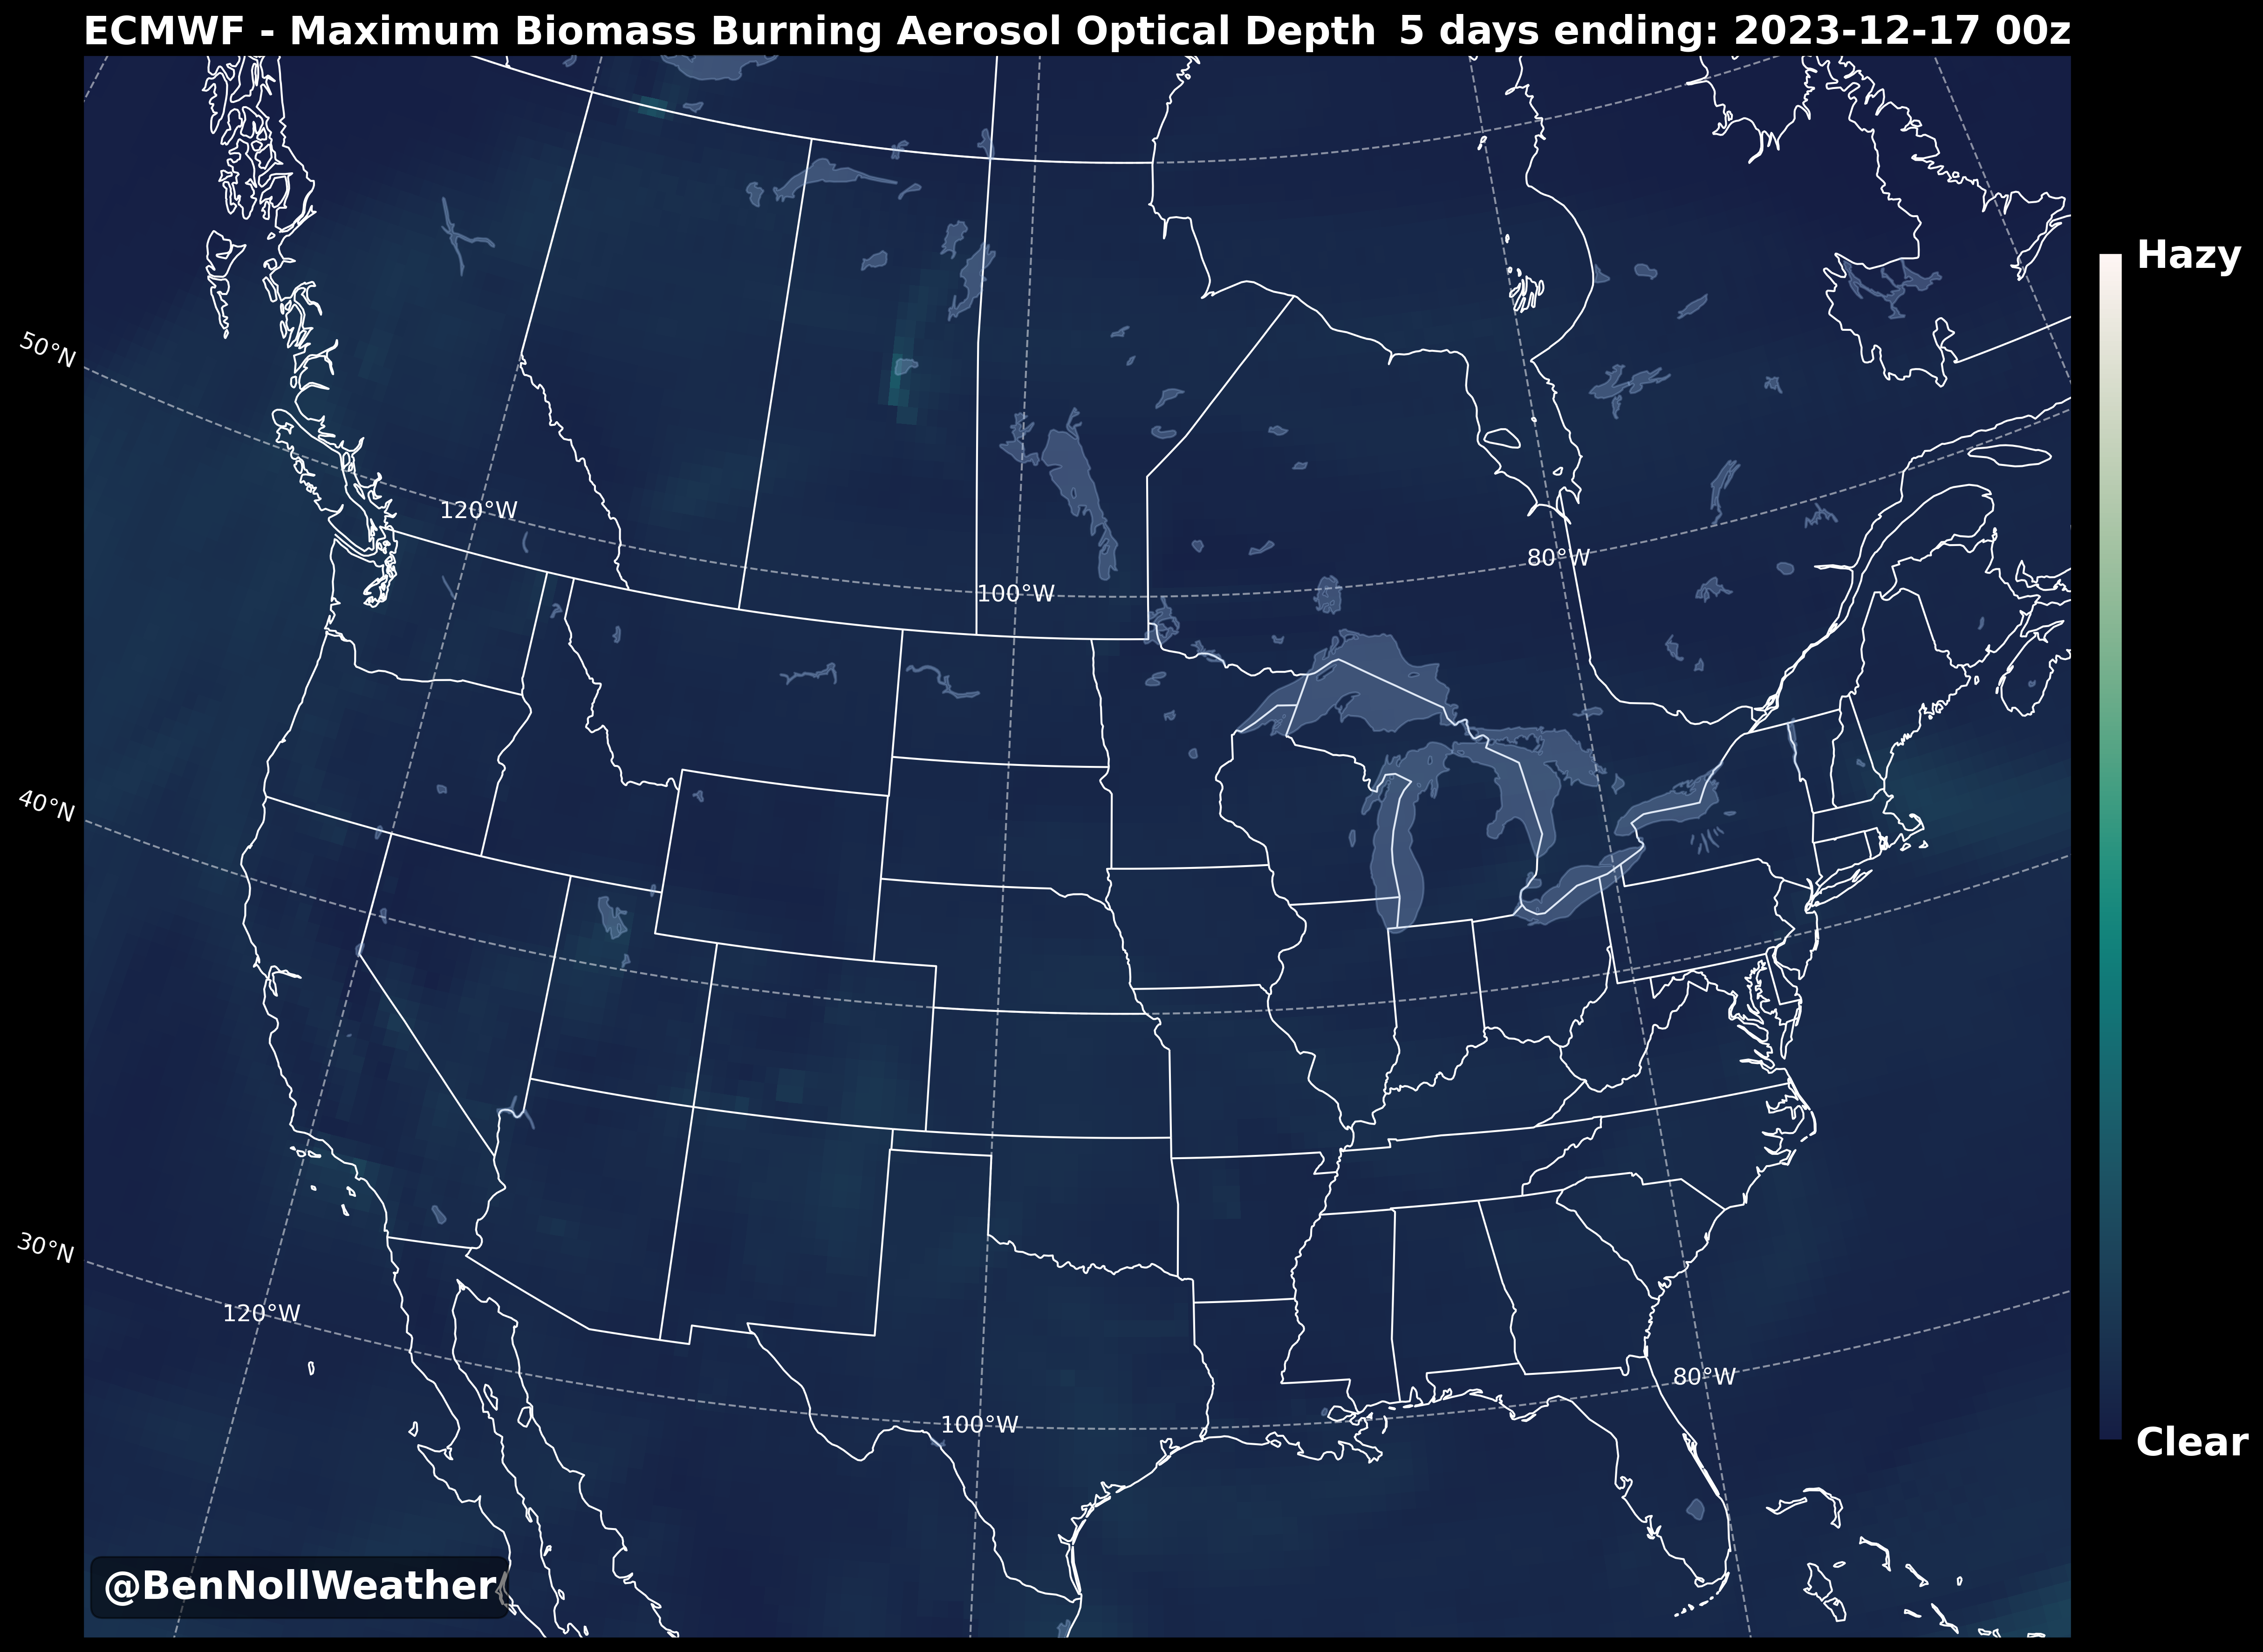 ECMWF - Maximum Biomass Burning Aerosol Optical Depth 5 days ending: 2023-12-17 00z
Hazy
50°N
120°W
100°W
80°W
40°N
30°N
120°W
100°W
80°W
Clear
@BenNollWeather